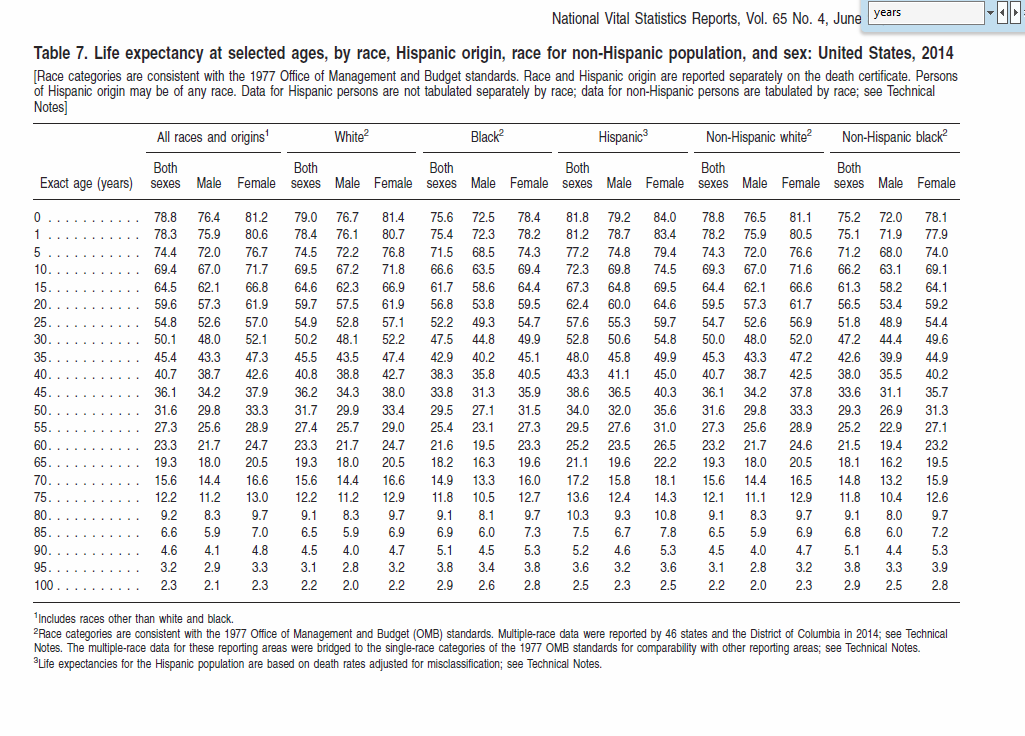 National Vital Statistics Reports, Vol. 65 No. 4, June
years
Table 7. Life expectancy at selected ages, by race, Hispanic origin, race for non-Hispanic population, and sex: United States, 2014
[Race categories are consistent with the 1977 Office of Management and Budget standards. Race and Hispanic origin are reported separately on the death certificate. Persons
of Hispanic origin may be of any race. Data for Hispanic persons are not tabulated separately by race; data for non-Hispanic persons are tabulated by race; see Technical
Notes]
All races and origins¹ White² Black² Hispanic³ Non-Hispanic white² Non-Hispanic black²
Both Both Both Both Both Both
Exact age (years) sexes Male Female sexes Male Female sexes Male Female sexes Male Female sexes Male Female sexes Male Female
0 . . . . . . . . . . . 78.8 76.4 81.2 79.0 76.7 81.4 75.6 72.5 78.4 81.8 79.2 84.0 78.8 76.5 81.1 75.2 72.0 78.1
1 . . . . . . . . . . . 78.3 75.9 80.6 78.4 76.1 80.7 75.4 72.3 78.2 81.2 78.7 83.4 78.2 75.9 80.5 75.1 71.9 77.9
5 . . . . . . . . . . . 74.4 72.0 76.7 74.5 72.2 76.8 71.5 68.5 74.3 77.2 74.8 79.4 74.3 72.0 76.6 71.2 68.0 74.0
10. . . . . . . . . . . 69.4 67.0 71.7 69.5 67.2 71.8 66.6 63.5 69.4 72.3 69.8 74.5 69.3 67.0 71.6 66.2 63.1 69.1
15. . . . . . . . . . . 64.5 62.1 66.8 64.6 62.3 66.9 61.7 58.6 64.4 67.3 64.8 69.5 64.4 62.1 66.6 61.3 58.2 64.1
20. . . . . . . . . . . 59.6 57.3 61.9 59.7 57.5 61.9 56.8 53.8 59.5 62.4 60.0 64.6 59.5 57.3 61.7 56.5 53.4 59.2
25. . . . . . . . . . . 54.8 52.6 57.0 54.9 52.8 57.1 52.2 49.3 54.7 57.6 55.3 59.7 54.7 52.6 56.9 51.8 48.9 54.4
30. . . . . . . . . . . 50.1 48.0 52.1 50.2 48.1 52.2 47.5 44.8 49.9 52.8 50.6 54.8 50.0 48.0 52.0 47.2 44.4 49.6
35. . . . . . . . . . . 45.4 43.3 47.3 45.5 43.5 47.4 42.9 40.2 45.1 48.0 45.8 49.9 45.3 43.3 47.2 42.6 39.9 44.9
40. . . . . . . . . . . 40.7 38.7 42.6 40.8 38.8 42.7 38.3 35.8 40.5 43.3 41.1 45.0 40.7 38.7 42.5 38.0 35.5 40.2
45. . . . . . . . . . . 36.1 34.2 37.9 36.2 34.3 38.0 33.8 31.3 35.9 38.6 36.5 40.3 36.1 34.2 37.8 33.6 31.1 35.7
50. . . . . . . . . . . 31.6 29.8 33.3 31.7 29.9 33.4 29.5 27.1 31.5 34.0 32.0 35.6 31.6 29.8 33.3 29.3 26.9 31.3
55. . . . . . . . . . . 27.3 25.6 28.9 27.4 25.7 29.0 25.4 23.1 27.3 29.5 27.6 31.0 27.3 25.6 28.9 25.2 22.9 27.1
60. . . . . . . . . . . 23.3 21.7 24.7 23.3 21.7 24.7 21.6 19.5 23.3 25.2 23.5 26.5 23.2 21.7 24.6 21.5 19.4 23.2
65. . . . . . . . . . . 19.3 18.0 20.5 19.3 18.0 20.5 18.2 16.3 19.6 21.1 19.6 22.2 19.3 18.0 20.5 18.1 16.2 19.5
70. . . . . . . . . . . 15.6 14.4 16.6 15.6 14.4 16.6 14.9 13.3 16.0 17.2 15.8 18.1 15.6 14.4 16.5 14.8 13.2 15.9
75. . . . . . . . . . . 12.2 11.2 13.0 12.2 11.2 12.9 11.8 10.5 12.7 13.6 12.4 14.3 12.1 11.1 12.9 11.8 10.4 12.6
80. . . . . . . . . . . 9.2 8.3 9.7 9.1 8.3 9.7 9.1 8.1 9.7 10.3 9.3 10.8 9.1 8.3 9.7 9.1 8.0 9.7
85. . . . . . . . . . . 6.6 5.9 7.0 6.5 5.9 6.9 6.9 6.0 7.3 7.5 6.7 7.8 6.5 5.9 6.9 6.8 6.0 7.2
90. . . . . . . . . . . 4.6 4.1 4.8 4.5 4.0 4.7 5.1 4.5 5.3 5.2 4.6 5.3 4.5 4.0 4.7 5.1 4.4 5.3
95. . . . . . . . . . . 3.2 2.9 3.3 3.1 2.8 3.2 3.8 3.4 3.8 3.6 3.2 3.6 3.1 2.8 3.2 3.8 3.3 3.9
100 . . . . . . . . . . 2.3 2.1 2.3 2.2 2.0 2.2 2.9 2.6 2.8 2.5 2.3 2.5 2.2 2.0 2.3 2.9 2.5 2.8
¹Includes races other than white and black.
²Race categories are consistent with the 1977 Office of Management and Budget (OMB) standards. Multiple-race data were reported by 46 states and the District of Columbia in 2014; see Technical
Notes. The multiple-race data for these reporting areas were bridged to the single-race categories of the 1977 OMB standards for comparability with other reporting areas; see Technical Notes.
³Life expectancies for the Hispanic population are based on death rates adjusted for misclassification; see Technical Notes.